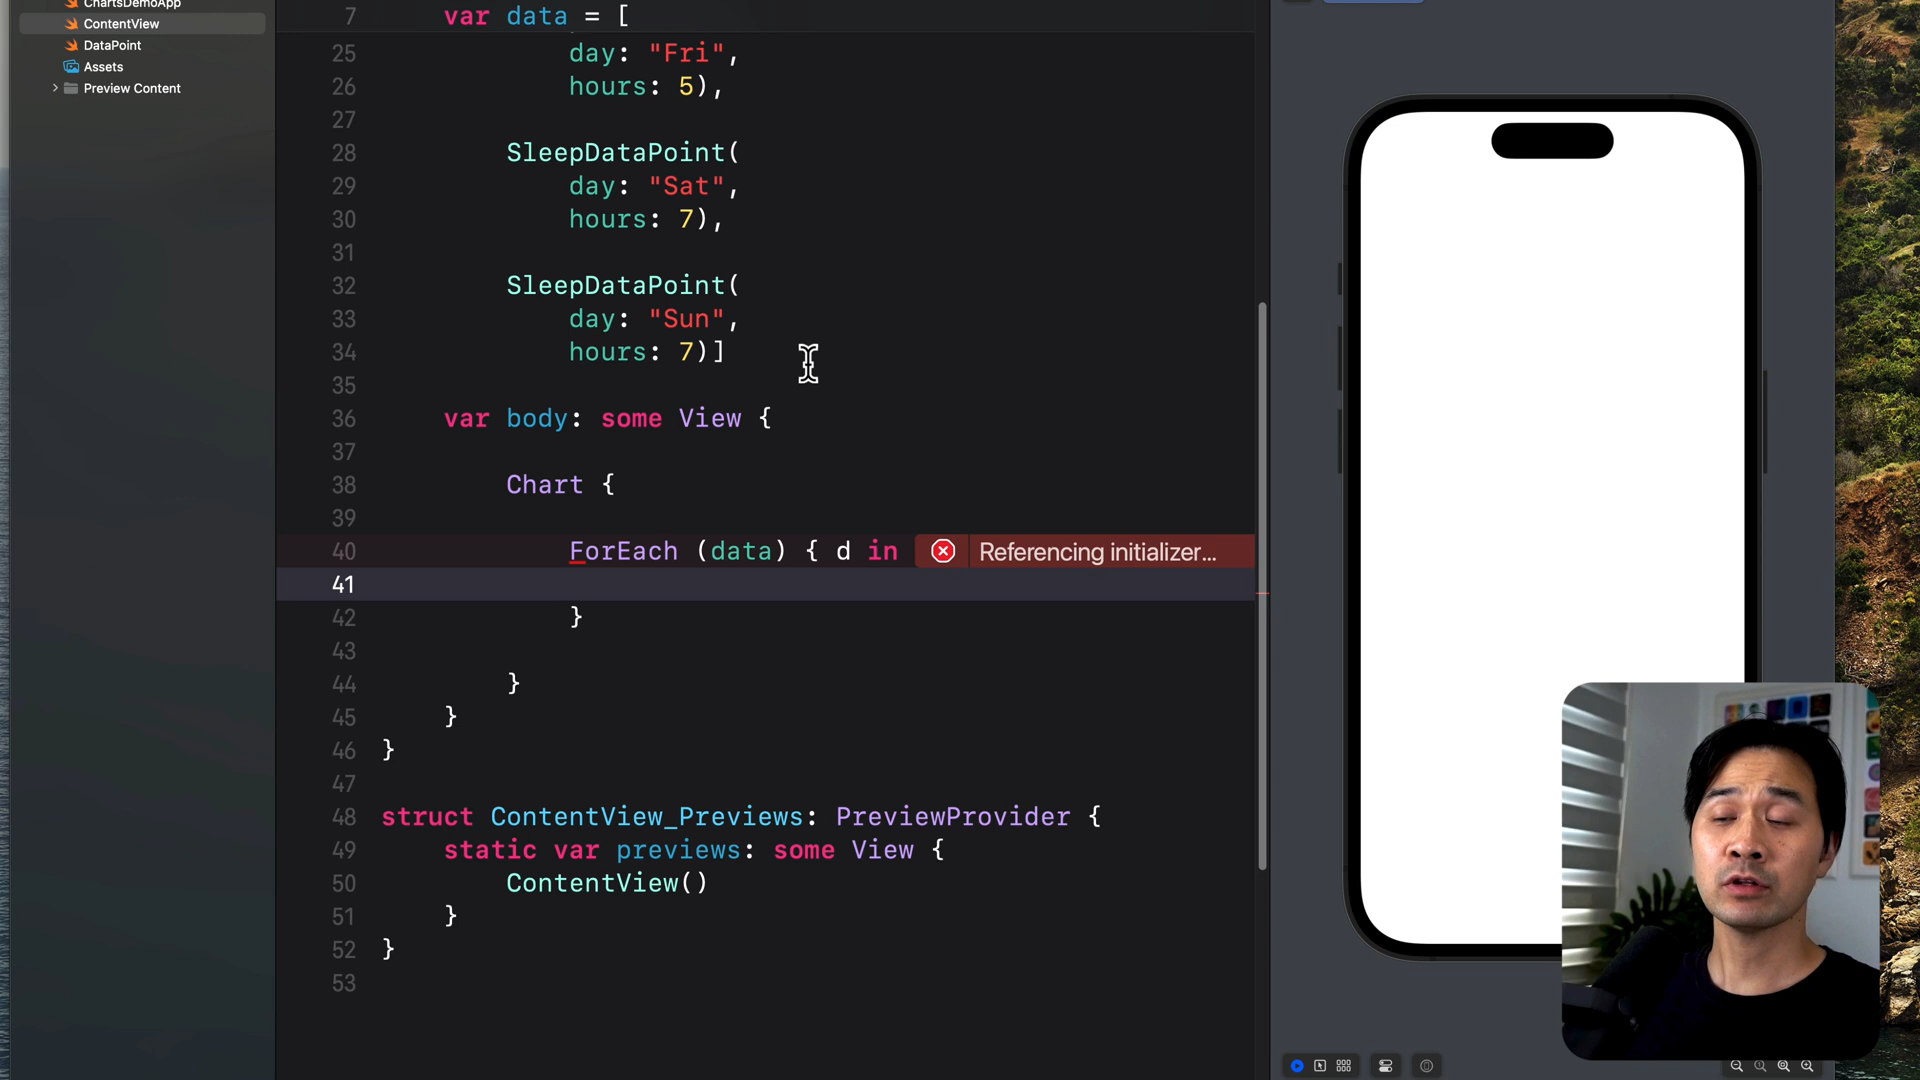 ChartsDemoApp
ContentView
DataPoint
Assets
Preview Content
7 var data = [
25 day: "Fri",
26 hours: 5),
27
28 SleepDataPoint(
29 day: "Sat",
30 hours: 7),
31
32 SleepDataPoint(
33 day: "Sun",
34 hours: 7)]
35
36 var body: some View {
37
38 Chart {
39
40 ForEach (data) { d in Referencing initializer...
41
42 }
43
44 }
45 }
46 }
47
48 struct ContentView_Previews: PreviewProvider {
49 static var previews: some View {
50 ContentView()
51 }
52 }
53